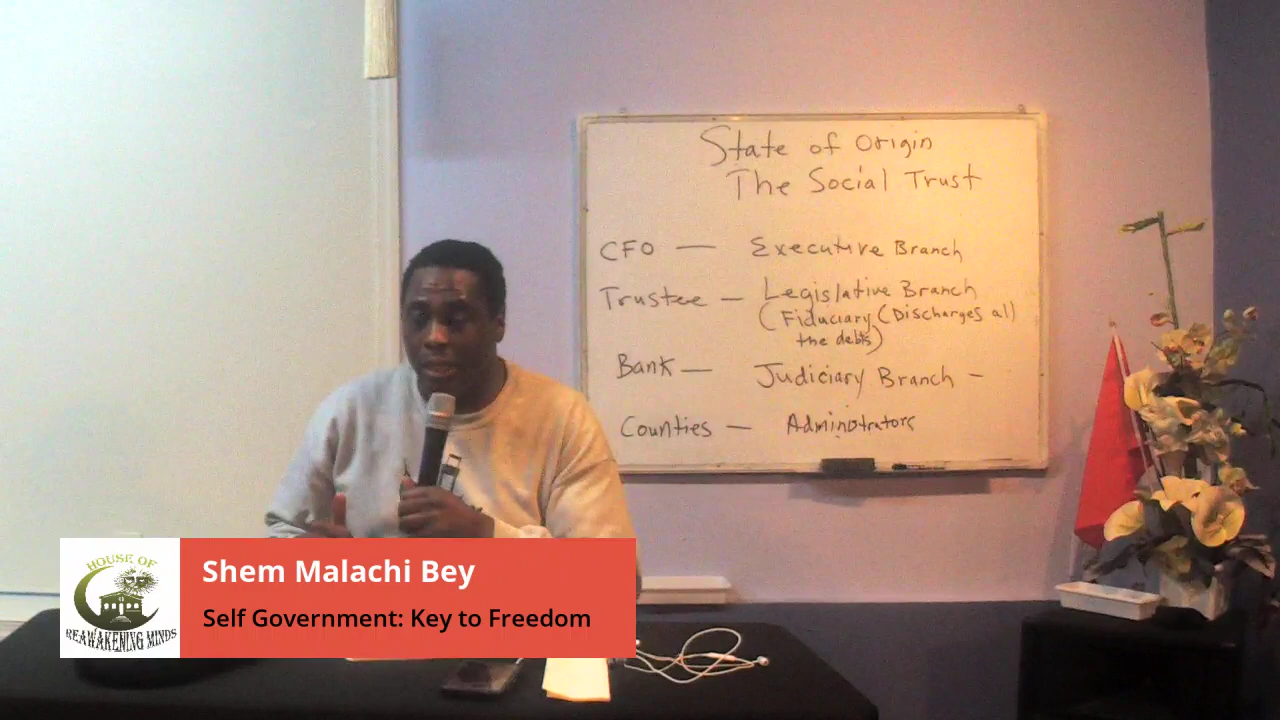 State of Origin
The Social Trust
CFO — Executive Branch
Trustee — Legislative Branch
(Fiduciary (Discharges all
the debts)
Bank — Judiciary Branch —
Counties — Administrators
HOUSE OF
REAWAKENING MINDS
Shem Malachi Bey
Self Government: Key to Freedom